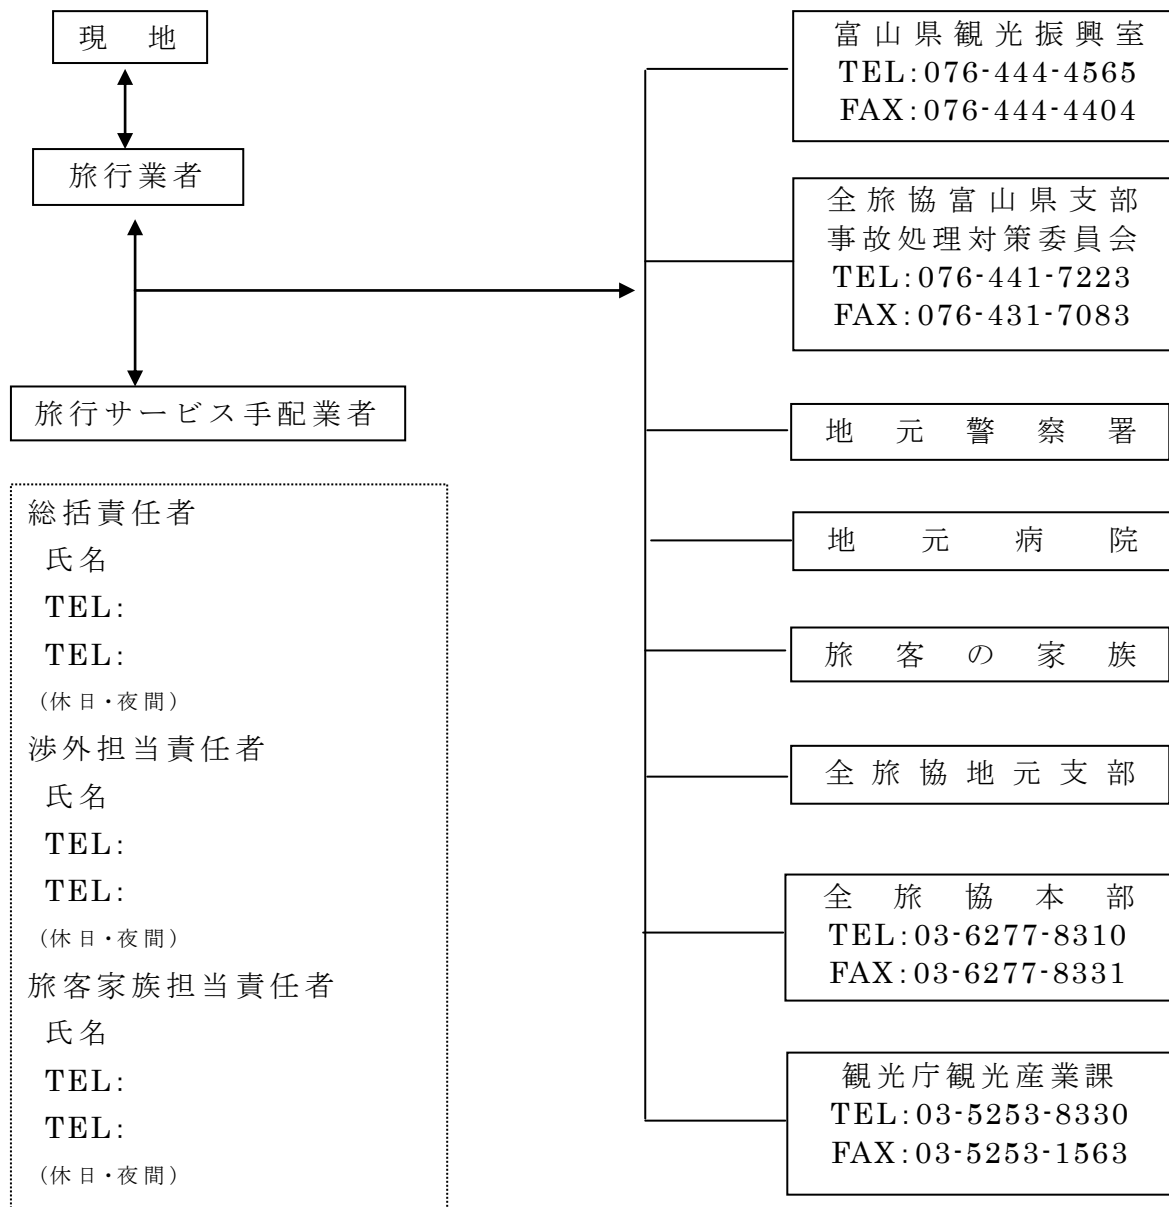 現地
旅行業者
旅行サービス手配業者
総括責任者
氏名
TEL:
TEL:
(休日・夜間)
渉外担当責任者
氏名
TEL:
TEL:
(休日・夜間)
旅客家族担当責任者
氏名
TEL:
TEL:
(休日・夜間)
富山県観光振興室
TEL:076-444-4565
FAX:076-444-4404
全旅協富山県支部
事故処理対策委員会
TEL:076-441-7223
FAX:076-431-7083
地元警察署
地元病院
旅客の家族
全旅協地元支部
全旅協本部
TEL:03-6277-8310
FAX:03-6277-8331
観光庁観光産業課
TEL:03-5253-8330
FAX:03-5253-1563